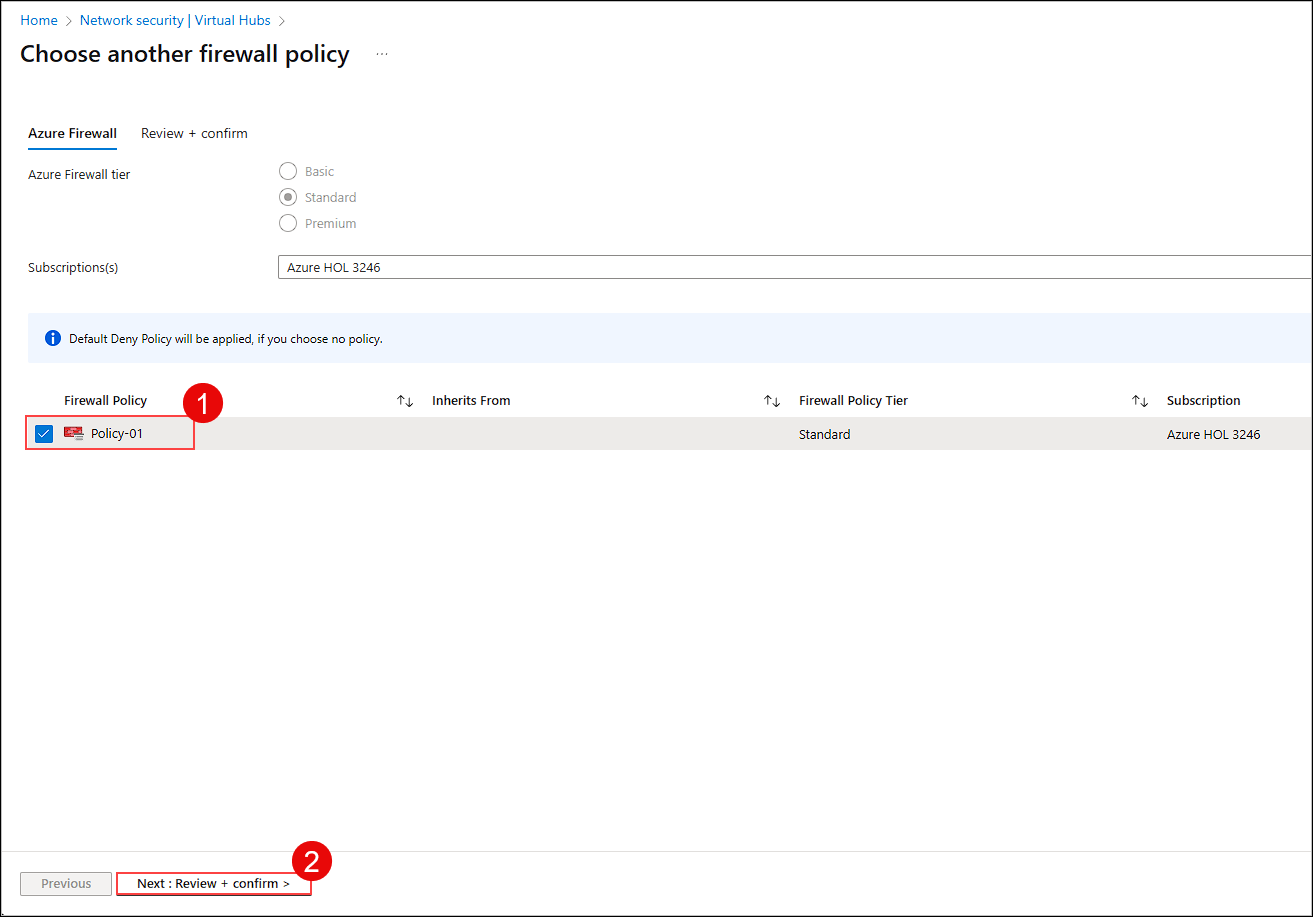 Home > Network security | Virtual Hubs >
Choose another firewall policy ...
Azure Firewall Review + confirm
Azure Firewall tier
Basic
Standard
Premium
Subscriptions(s) Azure HOL 3246
Default Deny Policy will be applied, if you choose no policy.
Firewall Policy ↑↓ Inherits From ↑↓ Firewall Policy Tier ↑↓ Subscription
1
Policy-01 Standard Azure HOL 3246
2
Previous Next : Review + confirm >